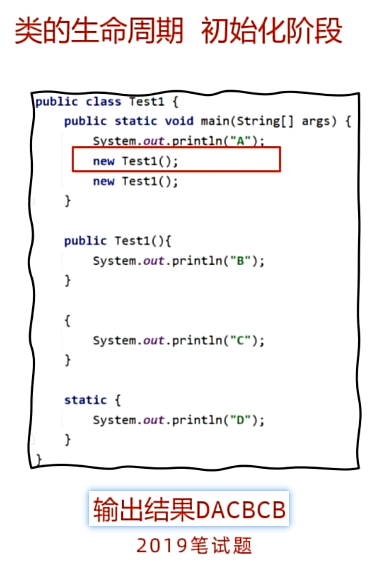 类的生命周期 初始化阶段
public class Test1 {
public static void main(String[] args) {
System.out.println("A");
new Test1();
new Test1();
}
public Test1(){
System.out.println("B");
}
{
System.out.println("C");
}
static {
System.out.println("D");
}
}
输出结果DACBCB
2019笔试题